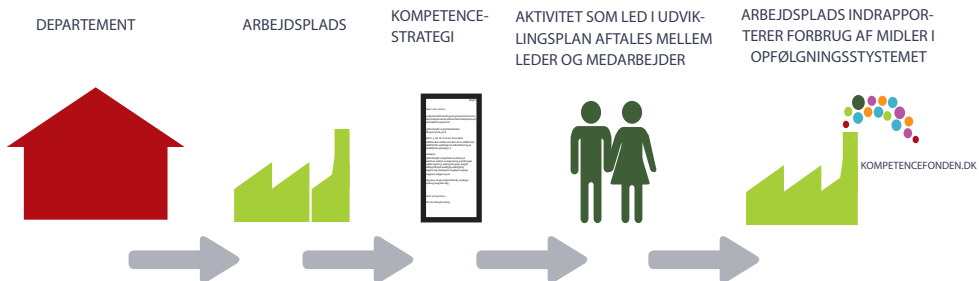 DEPARTEMENT
ARBEJDSPLADS
KOMPETENCE-
STRATEGI
AKTIVITET SOM LED I UDVIK-
LINGSPLAN AFTALES MELLEM
LEDER OG MEDARBEJDER
ARBEJDSPLADS INDRAPPOR-
TERER FORBRUG AF MIDLER I
OPFØLGNINGSSTYSTEMET
KOMPETENCEFONDEN.DK